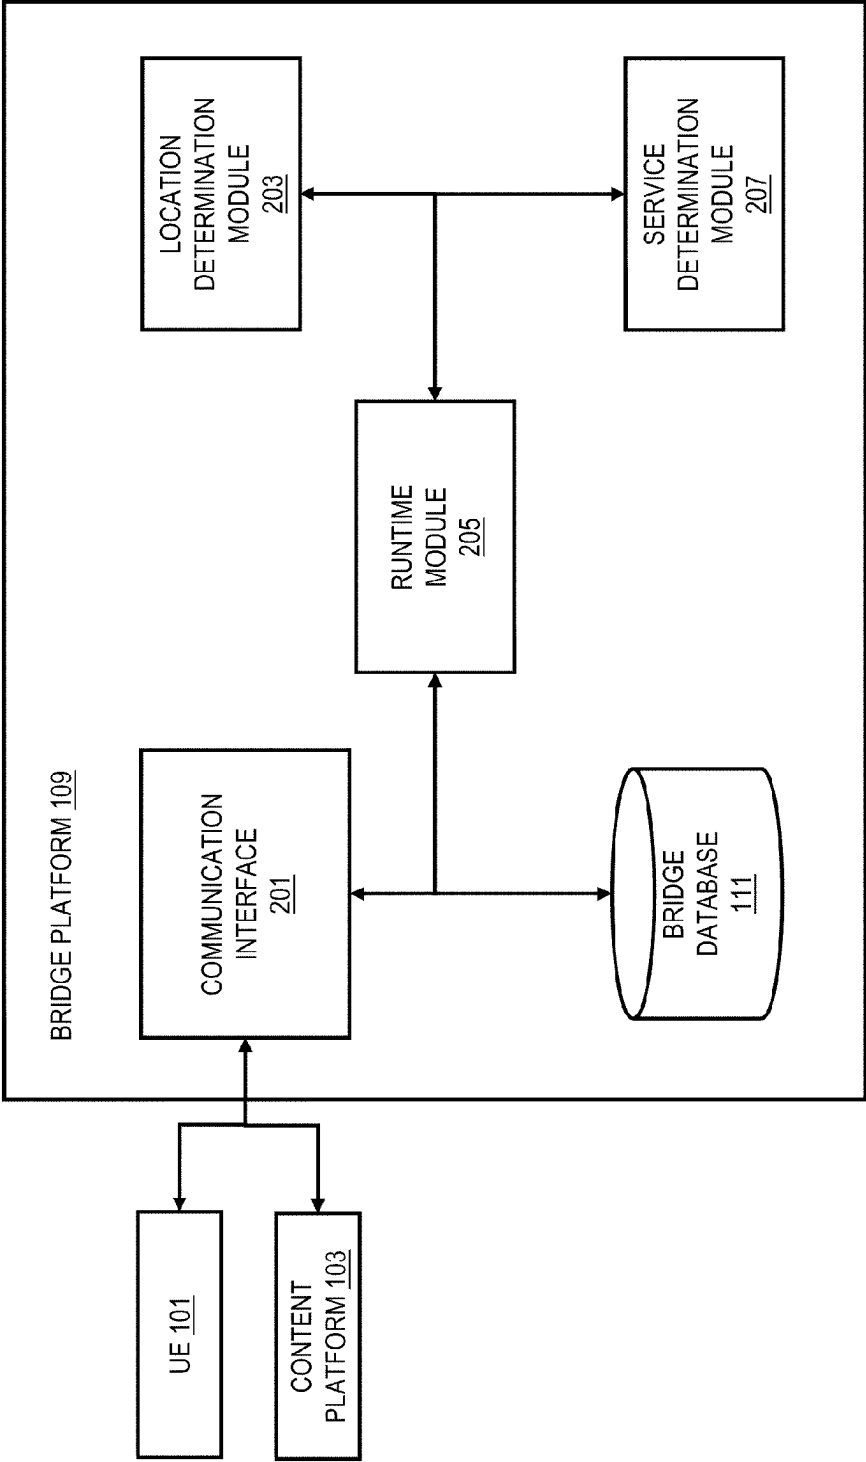 BRIDGE PLATFORM 109
UE 101
CONTENT
PLATFORM 103
COMMUNICATION
INTERFACE
201
BRIDGE
DATABASE
111
RUNTIME
MODULE
205
LOCATION
DETERMINATION
MODULE
203
SERVICE
DETERMINATION
MODULE
207